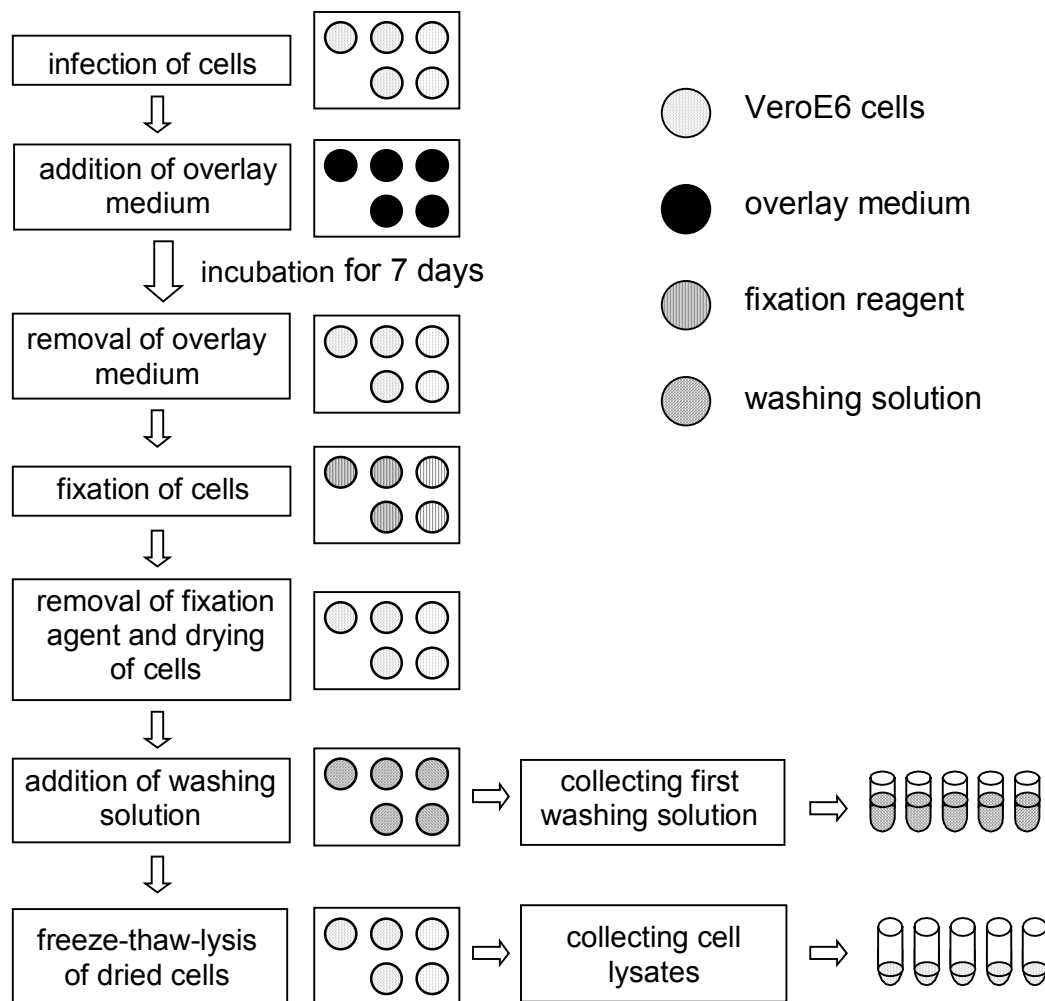 infection of cells
VeroE6 cells
addition of overlay
medium
overlay medium
incubation for 7 days
fixation reagent
removal of overlay
medium
washing solution
fixation of cells
removal of fixation
agent and drying
of cells
addition of washing
solution
collecting first
washing solution
freeze-thaw-lysis
of dried cells
collecting cell
lysates